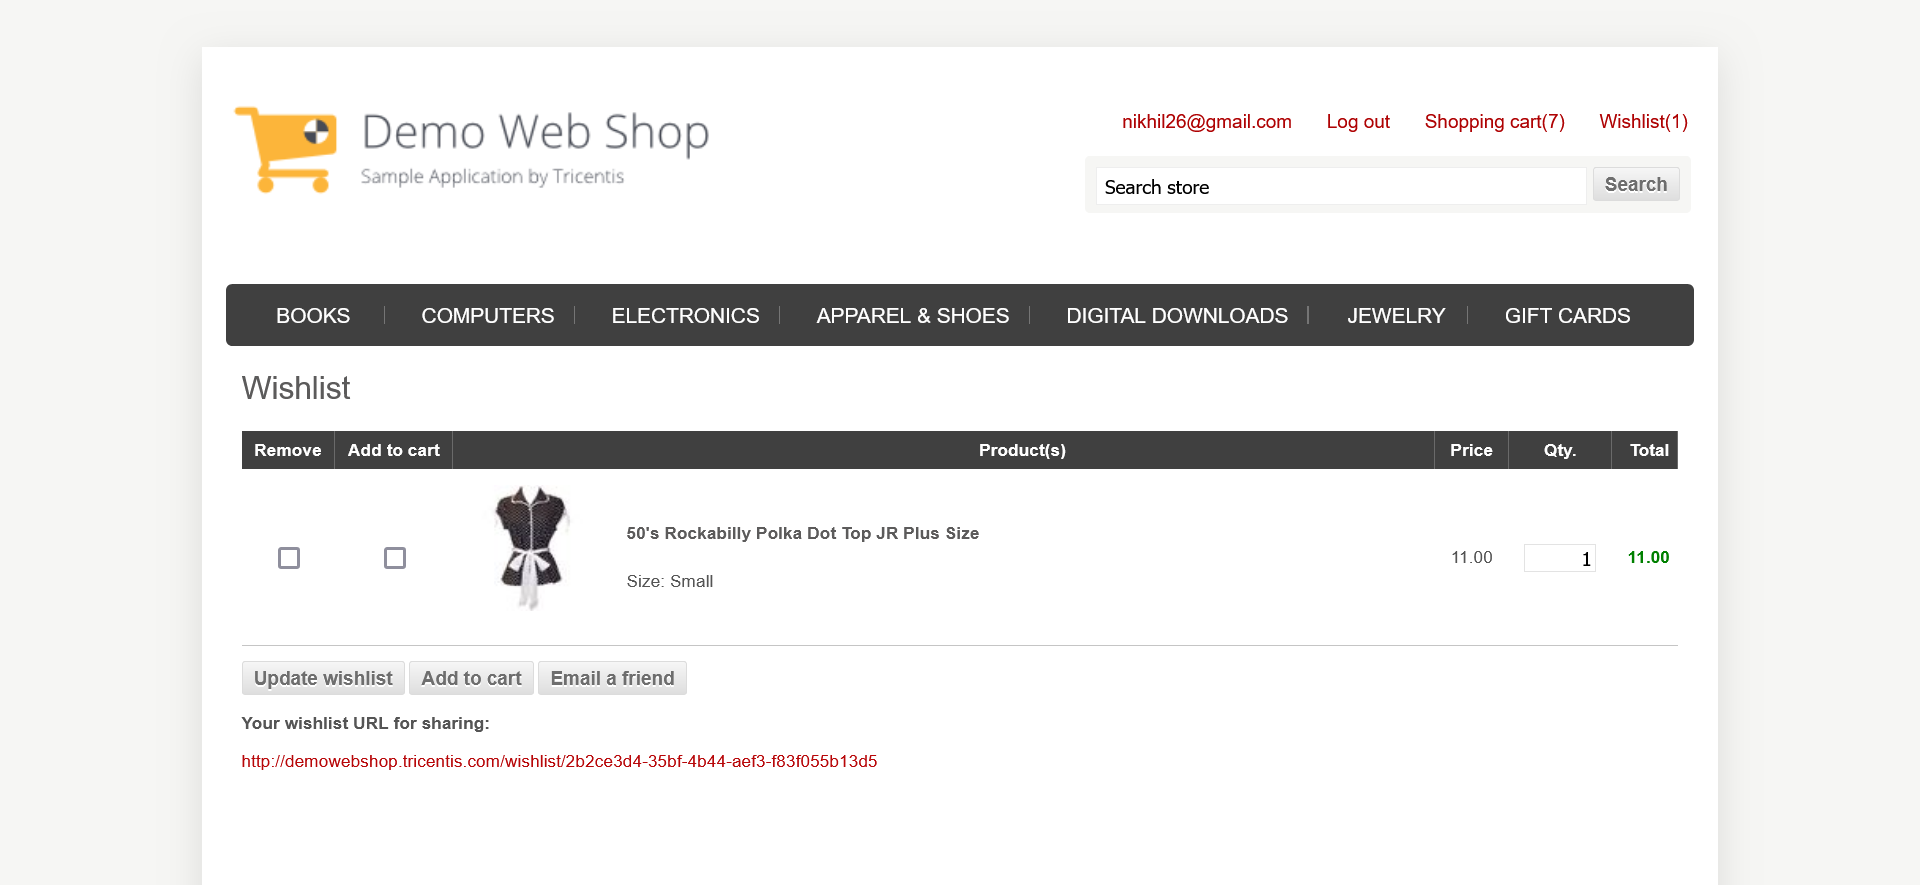 Demo Web Shop
Sample Application by Tricentis
nikhil26@gmail.com Log out Shopping cart(7) Wishlist(1)
Search store Search
BOOKS COMPUTERS ELECTRONICS APPAREL & SHOES DIGITAL DOWNLOADS JEWELRY GIFT CARDS
Wishlist
Remove Add to cart Product(s) Price Qty. Total
50's Rockabilly Polka Dot Top JR Plus Size
Size: Small
11.00 1 11.00
Update wishlist Add to cart Email a friend
Your wishlist URL for sharing:
http://demowebshop.tricentis.com/wishlist/2b2ce3d4-35bf-4b44-aef3-f83f055b13d5